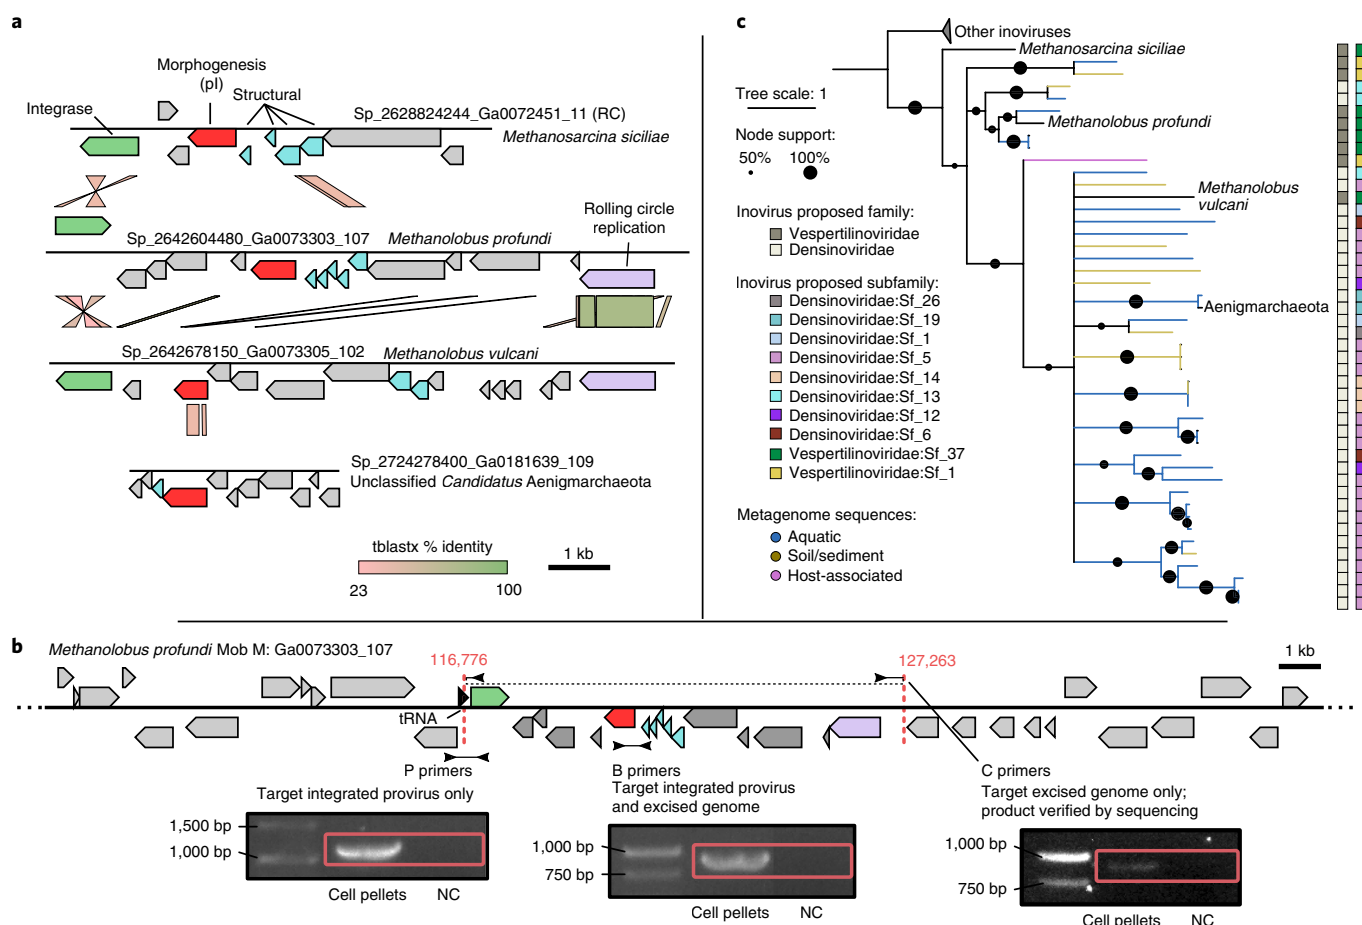 a
Morphogenesis
(pI)
Structural
Integrase
Sp_2628824244_Ga0072451_11 (RC)
Methanosarcina siciliae
Rolling circle
replication
Sp_2642604480_Ga0073303_107
Methanolobus profundi
Sp_2642678150_Ga0073305_102
Methanolobus vulcani
Sp_2724278400_Ga0181639_109
Unclassified Candidatus Aenigmarchaeota
tblastx % identity
23
100
1 kb
c
Other inoviruses
Methanosarcina siciliae
Tree scale: 1
Node support:
50%
100%
Methanolobus profundi
Methanolobus
vulcani
Aenigmarchaeota
Inovirus proposed family:
Vespertilinoviridae
Densinoviridae
Inovirus proposed subfamily:
Densinoviridae:Sf_26
Densinoviridae:Sf_19
Densinoviridae:Sf_1
Densinoviridae:Sf_5
Densinoviridae:Sf_14
Densinoviridae:Sf_13
Densinoviridae:Sf_12
Densinoviridae:Sf_6
Vespertilinoviridae:Sf_37
Vespertilinoviridae:Sf_1
Metagenome sequences:
Aquatic
Soil/sediment
Host-associated
b
Methanolobus profundi Mob M: Ga0073303_107
116,776
127,263
1 kb
tRNA
P primers
Target integrated provirus only
B primers
Target integrated provirus
and excised genome
C primers
Target excised genome only;
product verified by sequencing
1,500 bp
1,000 bp
Cell pellets
NC
1,000 bp
750 bp
Cell pellets
NC
1,000 bp
750 bp
Cell pellets
NC